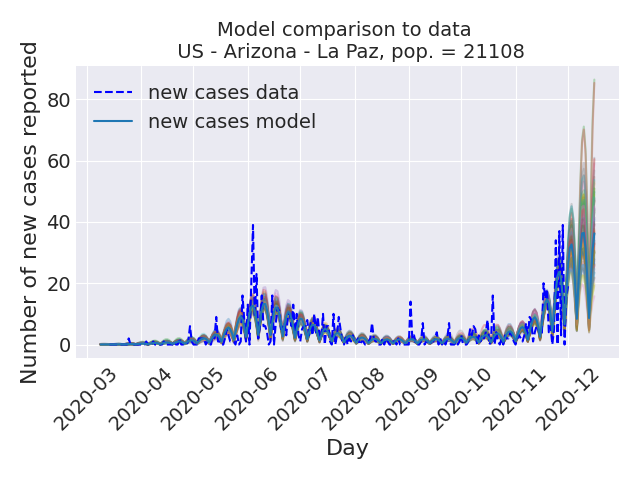 Model comparison to data
US - Arizona - La Paz, pop. = 21108
Number of new cases reported
80
60
40
20
0
new cases data
new cases model
2020-03
2020-04
2020-05
2020-06
2020-07
2020-08
2020-09
2020-10
2020-11
2020-12
Day